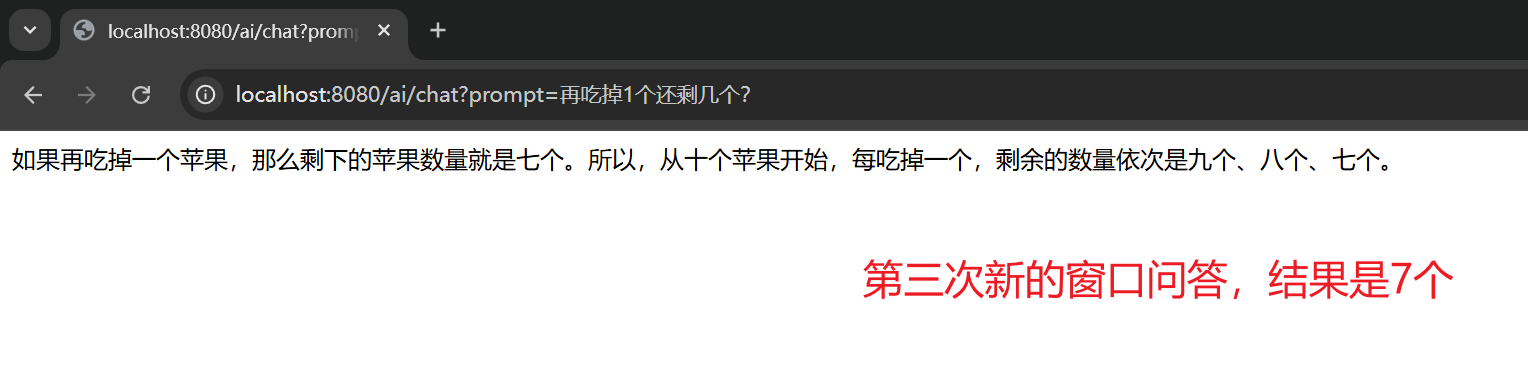 localhost:8080/ai/chat?prom
localhost:8080/ai/chat?prompt=再吃掉1个还剩几个?
如果再吃掉一个苹果，那么剩下的苹果数量就是七个。所以，从十个苹果开始，每吃掉一个，剩余的数量依次是九个、八个、七个。
第三次新的窗口问答，结果是7个